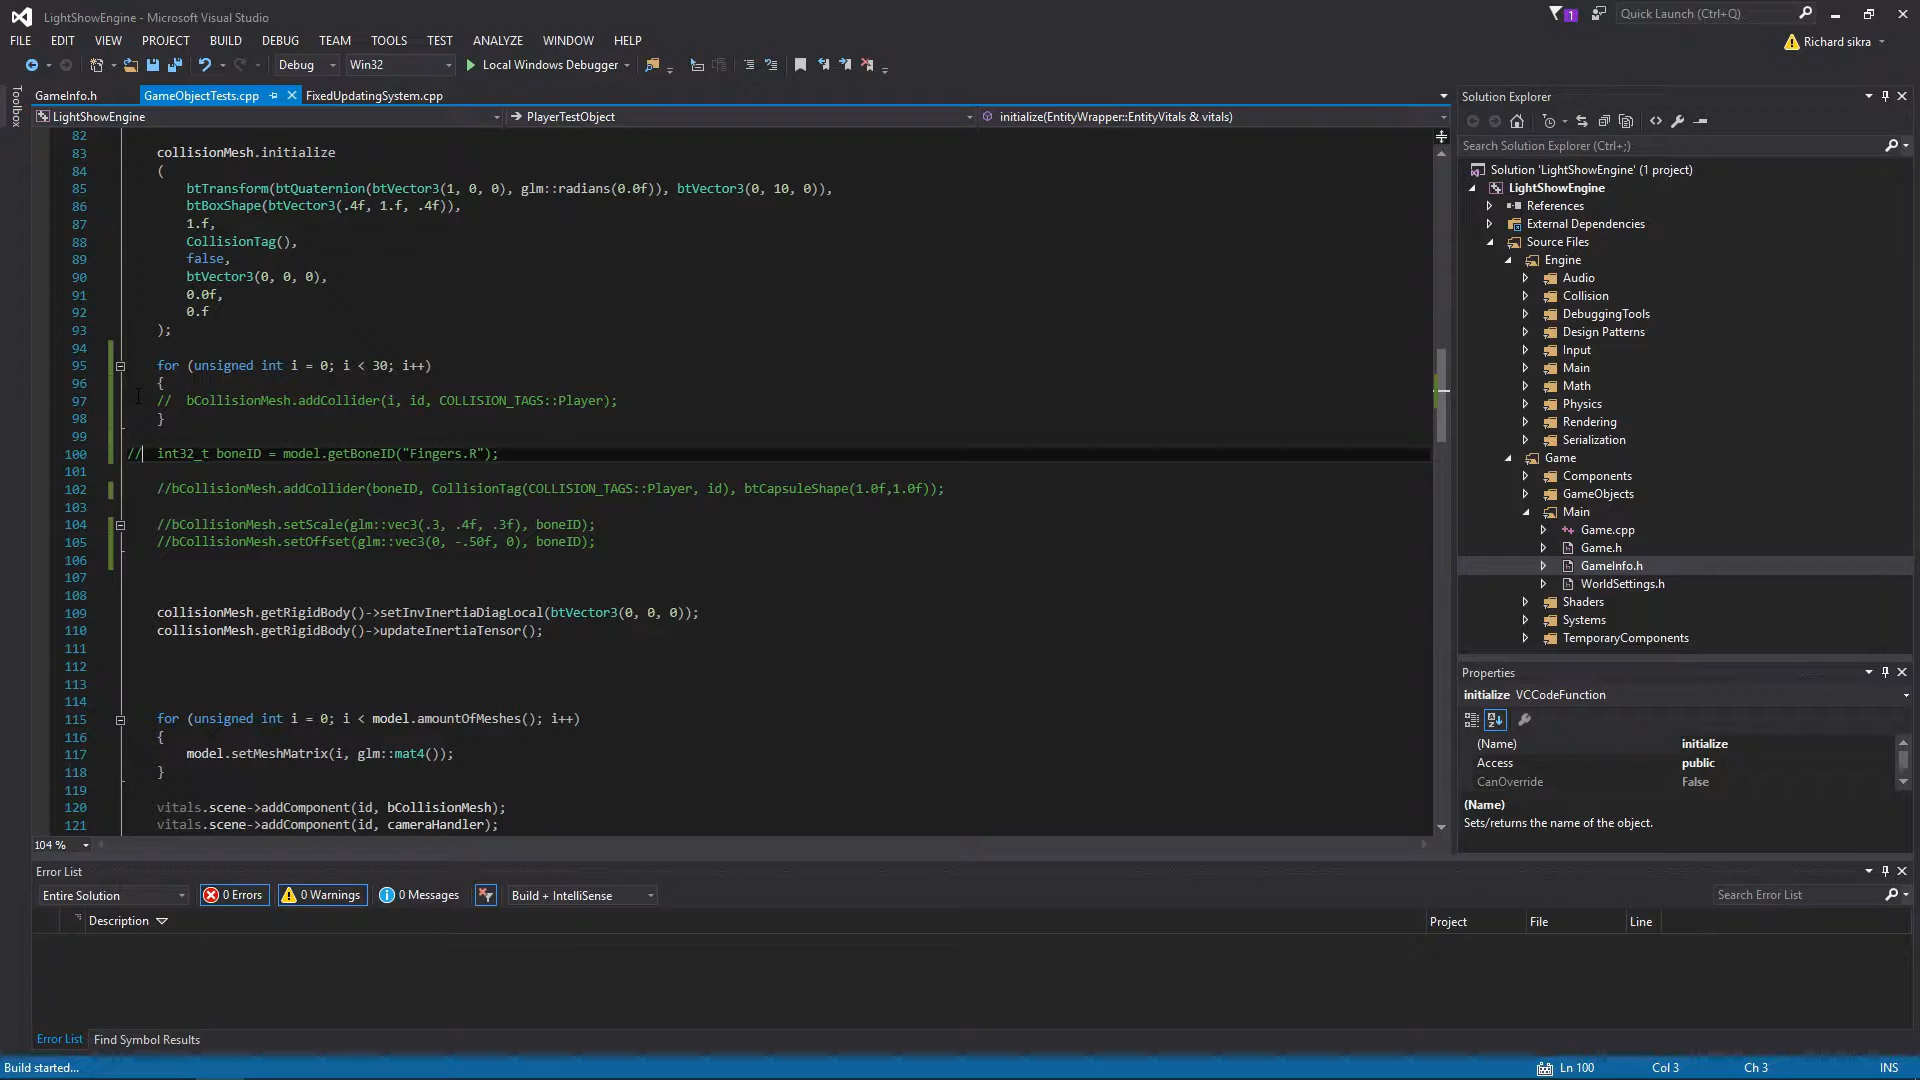 LightShowEngine - Microsoft Visual Studio
1
Quick Launch (Ctrl+Q)
FILE EDIT VIEW PROJECT BUILD DEBUG TEAM TOOLS TEST ANALYZE WINDOW HELP
Richard sikra
Debug Win32 Local Windows Debugger
Toolbox
GameInfo.h GameObjectTests.cpp FixedUpdatingSystem.cpp
LightShowEngine PlayerTestObject initialize(EntityWrapper::EntityVitals & vitals)
82
83 collisionMesh.initialize
84 (
85 btTransform(btQuaternion(btVector3(1, 0, 0), glm::radians(0.0f)), btVector3(0, 10, 0)),
86 btBoxShape(btVector3(.4f, 1.f, .4f)),
87 1.f,
88 CollisionTag(),
89 false,
90 btVector3(0, 0, 0),
91 0.0f,
92 0.f
93 );
94
95 for (unsigned int i = 0; i < 30; i++)
96 {
97 // bCollisionMesh.addCollider(i, id, COLLISION_TAGS::Player);
98 }
99
100 // int32_t boneID = model.getBoneID("Fingers.R");
101
102 //bCollisionMesh.addCollider(boneID, CollisionTag(COLLISION_TAGS::Player, id), btCapsuleShape(1.0f,1.0f));
103
104 //bCollisionMesh.setScale(glm::vec3(.3, .4f, .3f), boneID);
105 //bCollisionMesh.setOffset(glm::vec3(0, -.50f, 0), boneID);
106
107
108
109 collisionMesh.getRigidBody()->setInvInertiaDiagLocal(btVector3(0, 0, 0));
110 collisionMesh.getRigidBody()->updateInertiaTensor();
111
112
113
114
115 for (unsigned int i = 0; i < model.amountOfMeshes(); i++)
116 {
117 model.setMeshMatrix(i, glm::mat4());
118 }
119
120 vitals.scene->addComponent(id, bCollisionMesh);
121 vitals.scene->addComponent(id, cameraHandler);
104 %
Solution Explorer
Search Solution Explorer (Ctrl+;)
Solution 'LightShowEngine' (1 project)
LightShowEngine
References
External Dependencies
Source Files
Engine
Audio
Collision
DebuggingTools
Design Patterns
Input
Main
Math
Physics
Rendering
Serialization
Game
Components
GameObjects
Main
Game.cpp
Game.h
GameInfo.h
WorldSettings.h
Shaders
Systems
TemporaryComponents
Properties
initialize VCCodeFunction
(Name) initialize
Access public
CanOverride False
(Name)
Sets/returns the name of the object.
Error List
Entire Solution 0 Errors 0 Warnings 0 Messages Build + IntelliSense Search Error List
Description Project File Line
Error List Find Symbol Results
Build started... Ln 100 Col 3 Ch 3 INS